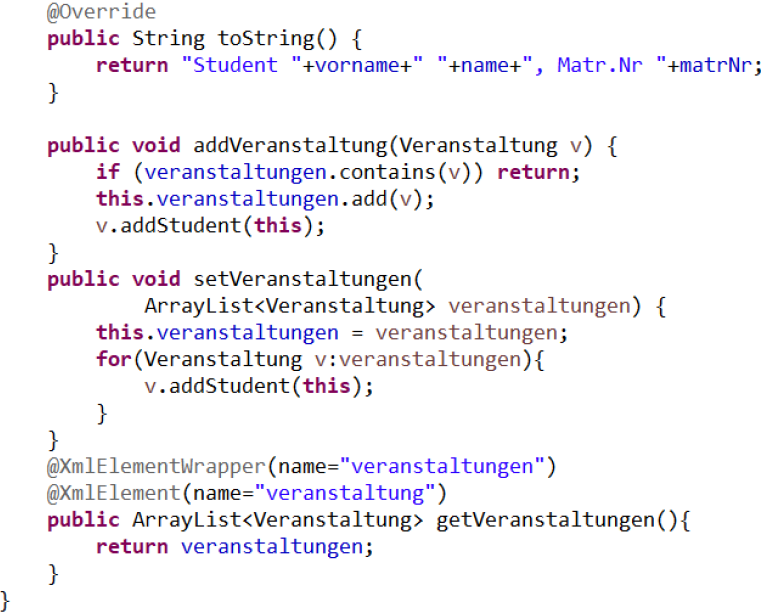 @Override
    public String toString() {
        return "Student "+vorname+" "+name+", Matr.Nr "+matrNr;
    }

    public void addVeranstaltung(Veranstaltung v) {
        if (veranstaltungen.contains(v)) return;
        this.veranstaltungen.add(v);
        v.addStudent(this);
    }
    public void setVeranstaltungen(
            ArrayList<Veranstaltung> veranstaltungen) {
        this.veranstaltungen = veranstaltungen;
        for(Veranstaltung v:veranstaltungen){
            v.addStudent(this);
        }
    }
    @XmlElementWrapper(name="veranstaltungen")
    @XmlElement(name="veranstaltung")
    public ArrayList<Veranstaltung> getVeranstaltungen(){
        return veranstaltungen;
    }
}